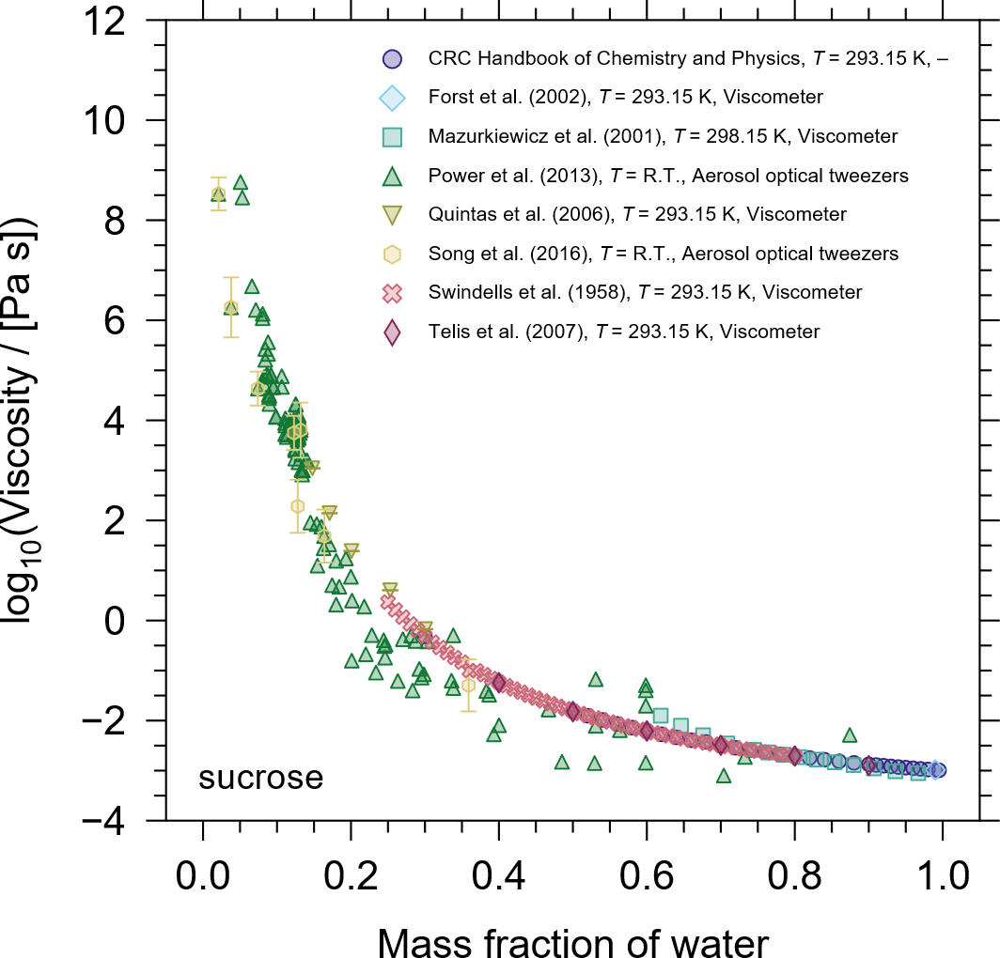 12
10
8
6
4
2
0
−2
−4
log10(Viscosity / [Pa s])
CRC Handbook of Chemistry and Physics, T = 293.15 K, –
Forst et al. (2002), T = 293.15 K, Viscometer
Mazurkiewicz et al. (2001), T = 298.15 K, Viscometer
Power et al. (2013), T = R.T., Aerosol optical tweezers
Quintas et al. (2006), T = 293.15 K, Viscometer
Song et al. (2016), T = R.T., Aerosol optical tweezers
Swindells et al. (1958), T = 293.15 K, Viscometer
Telis et al. (2007), T = 293.15 K, Viscometer
sucrose
0.0 0.2 0.4 0.6 0.8 1.0
Mass fraction of water